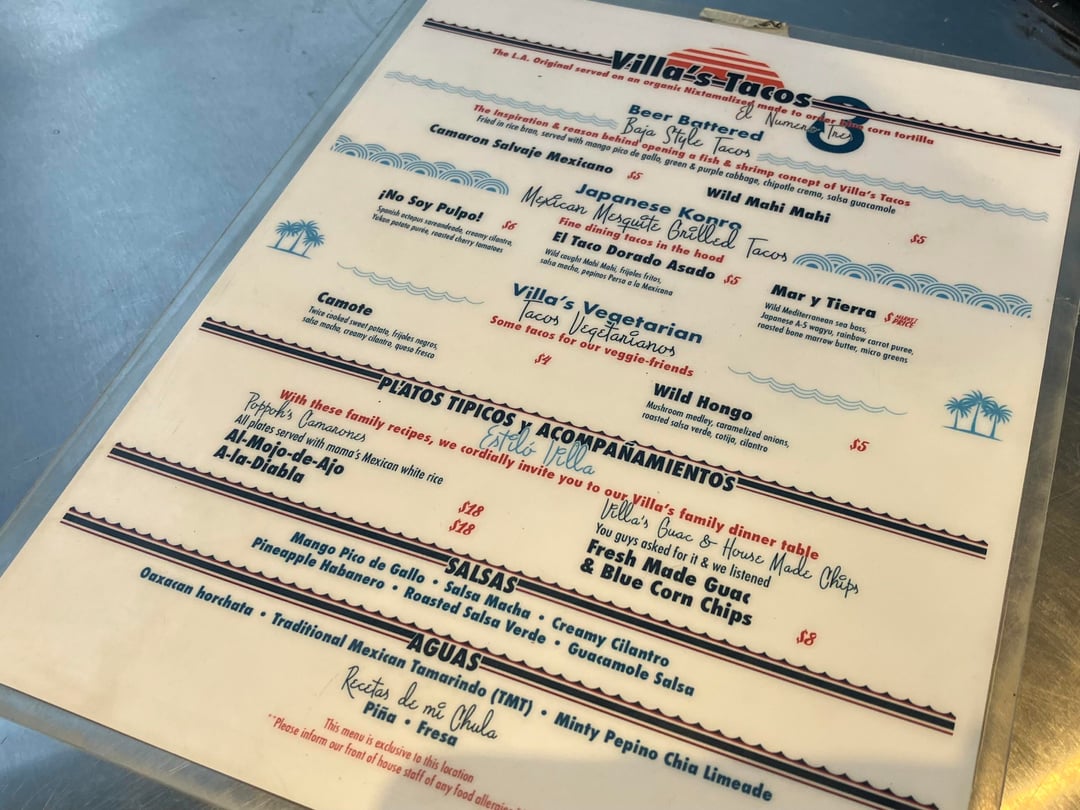 Villa's Tacos
The L.A. Original served on an organic Nixtamalized made to order blue corn tortilla
El Numero Tres
3
Beer Battered
Baja Style Tacos
The Inspiration & reason behind opening a fish & shrimp concept of Villa's Tacos
Fried in rice bran, served with mango pico de gallo, green & purple cabbage, chipotle crema, salsa guacamole
Camaron Salvaje Mexicano $5
Wild Mahi Mahi $5
Japanese Konro
Mexican Mesquite Grilled Tacos
Fine dining tacos in the hood
¡No Soy Pulpo! $6
Spanish octopus zarandeado, creamy cilantro,
Yukon potato purée, roasted cherry tomatoes
El Taco Dorado Asado $5
Wild caught Mahi Mahi, frijoles fritos,
salsa macha, pepinos Persa a la Mexicana
Mar y Tierra $ MARKET PRICE
Wild Mediterranean sea bass,
Japanese A-5 wagyu, rainbow carrot puree,
roasted bone marrow butter, micro greens
Villa's Vegetarian
Tacos Vegetarianos
Some tacos for our veggie-friends
Camote $4
Twice cooked sweet potato, frijoles negros,
salsa macha, creamy cilantro, queso fresco
Wild Hongo $5
Mushroom medley, caramelized onions,
roasted salsa verde, cotija, cilantro
PLATOS TIPICOS Y ACOMPAÑAMIENTOS
Estilo Villa
With these family recipes, we cordially invite you to our Villa's family dinner table
Poppoh's Camarones
All plates served with mama's Mexican white rice
Al-Mojo-de-Ajo $18
A-la-Diabla $18
Villa's Guac & House Made Chips
You guys asked for it & we listened
Fresh Made Guac
& Blue Corn Chips $8
SALSAS
Mango Pico de Gallo • Salsa Macha • Creamy Cilantro
Pineapple Habanero • Roasted Salsa Verde • Guacamole Salsa
AGUAS
Oaxacan horchata • Traditional Mexican Tamarindo (TMT) • Minty Pepino Chia Limeade
Recetas de mi Chula
Piña • Fresa
This menu is exclusive to this location
**Please inform our front of house staff of any food